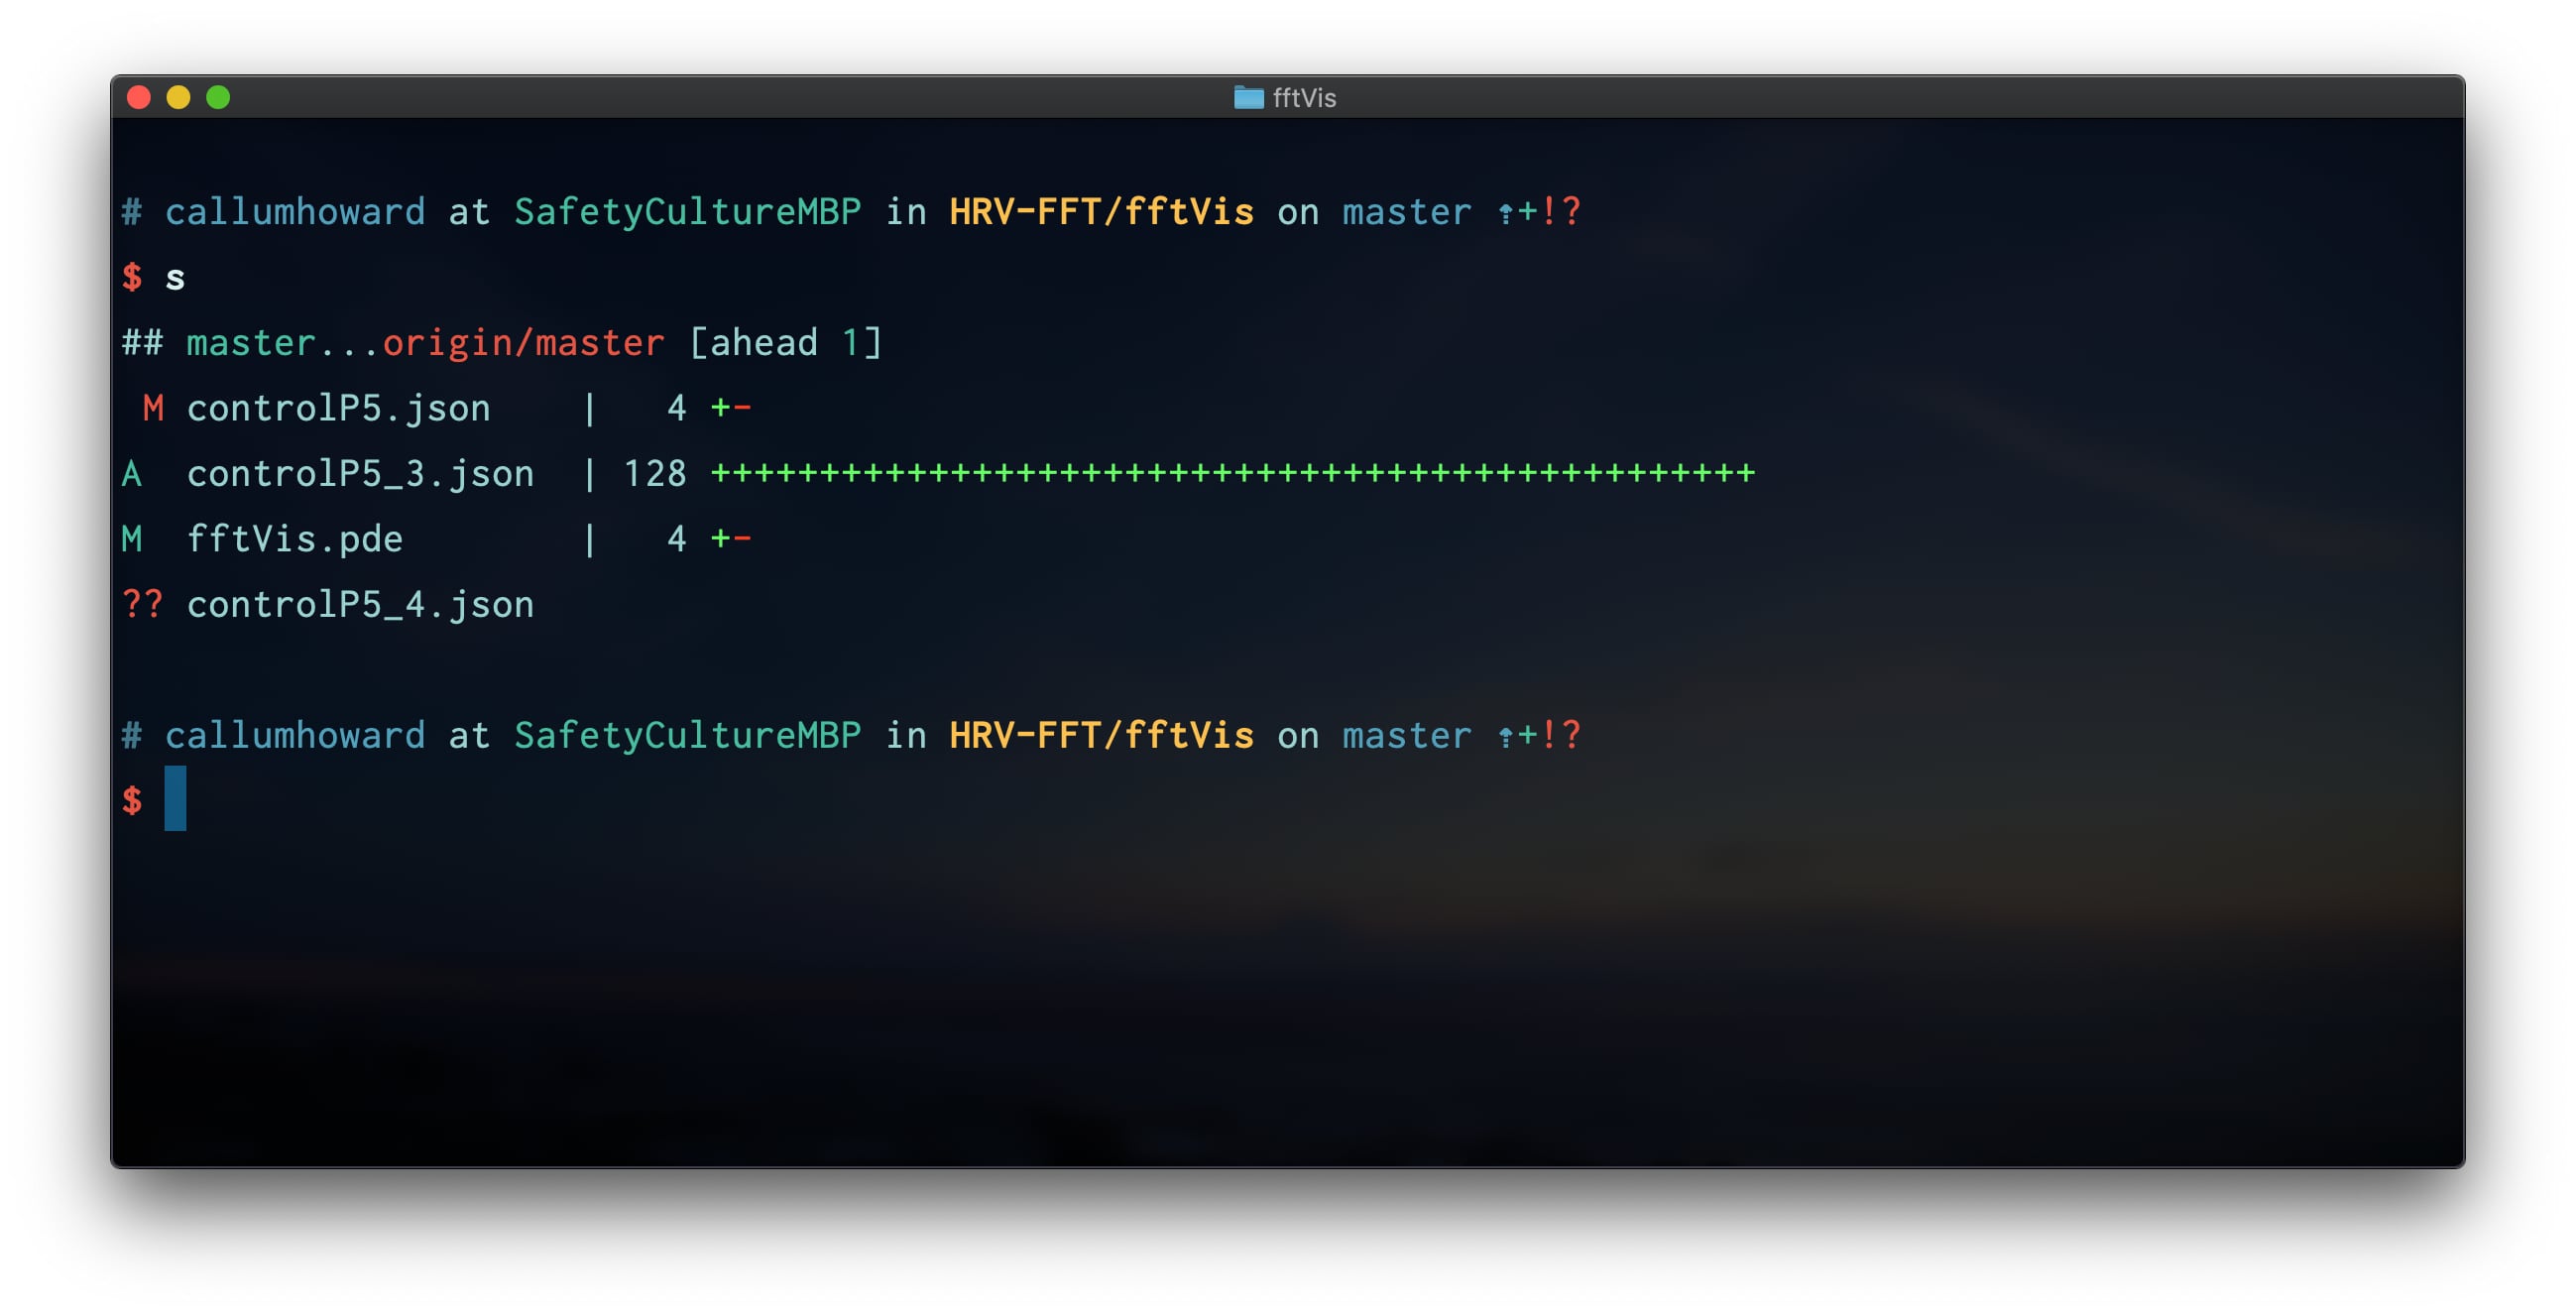 fftVis
# callumhoward at SafetyCultureMBP in HRV-FFT/fftVis on master ⇡+!?
$ s
## master...origin/master [ahead 1]
 M controlP5.json    |   4 +-
A  controlP5_3.json  | 128 ++++++++++++++++++++++++++++++++++++++++++++++++
M  fftVis.pde        |   4 +-
?? controlP5_4.json
# callumhoward at SafetyCultureMBP in HRV-FFT/fftVis on master ⇡+!?
$